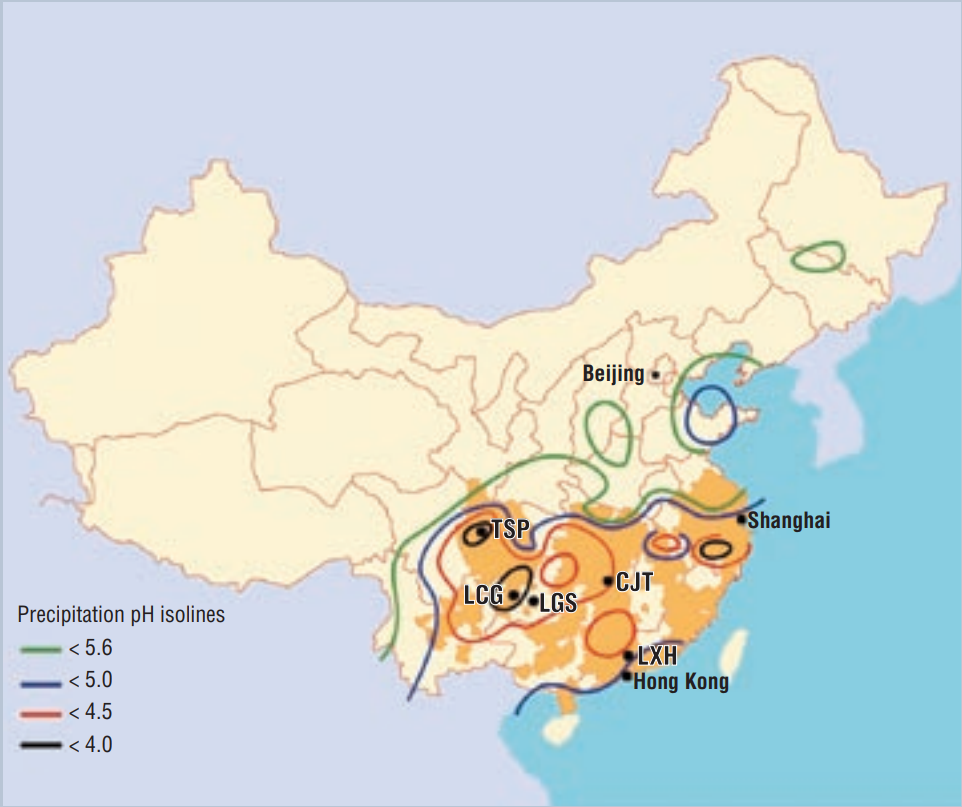 Beijing
Shanghai
TSP
CJT
LCG
LGS
LXH
Hong Kong
Precipitation pH isolines
< 5.6
< 5.0
< 4.5
< 4.0